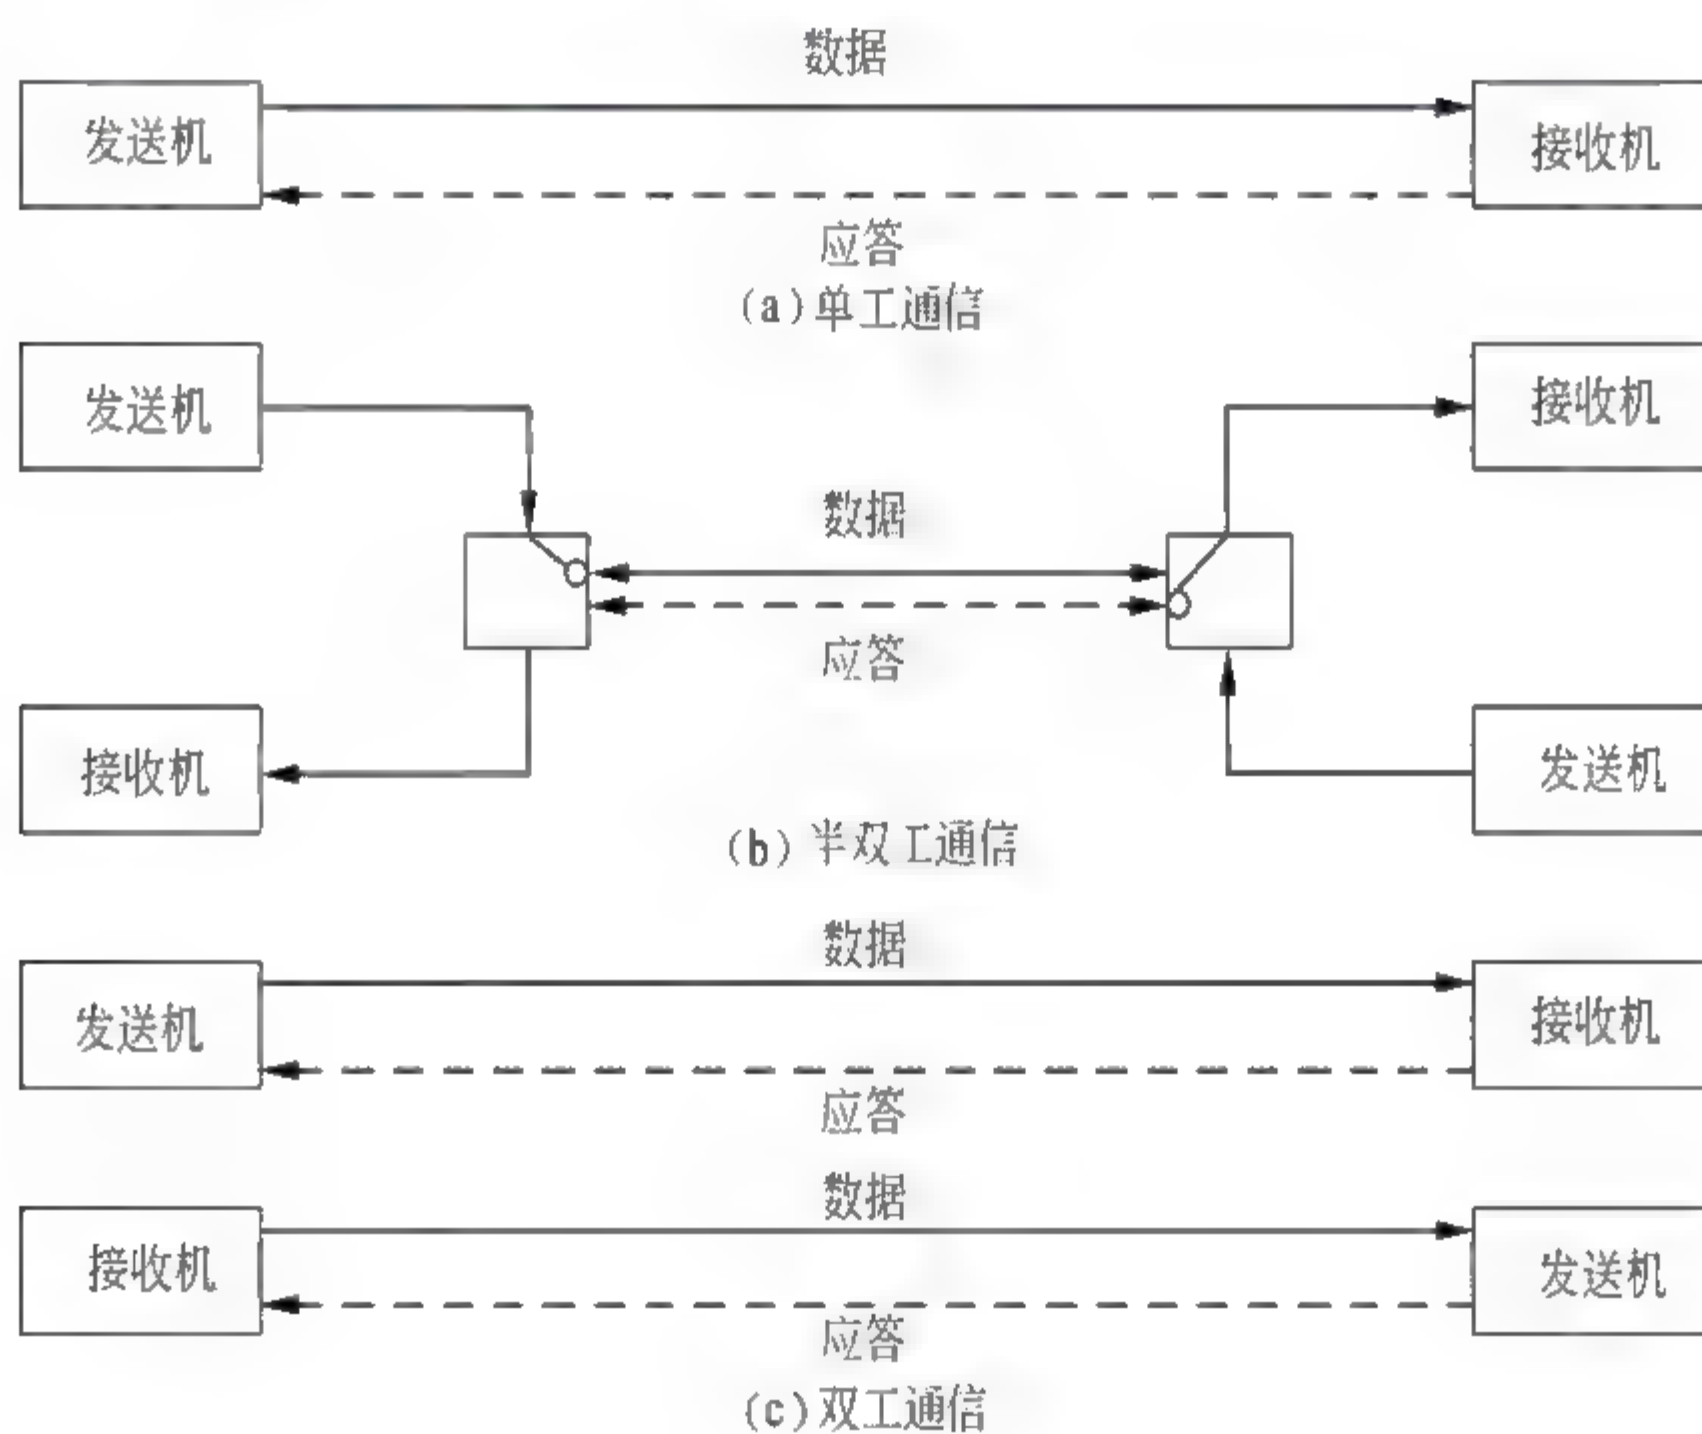 数据
发送机
接收机
应答
(a)单工通信
发送机
接收机
数据
应答
接收机
发送机
(b)半双工通信
数据
发送机
接收机
应答
数据
接收机
发送机
应答
(c)双工通信